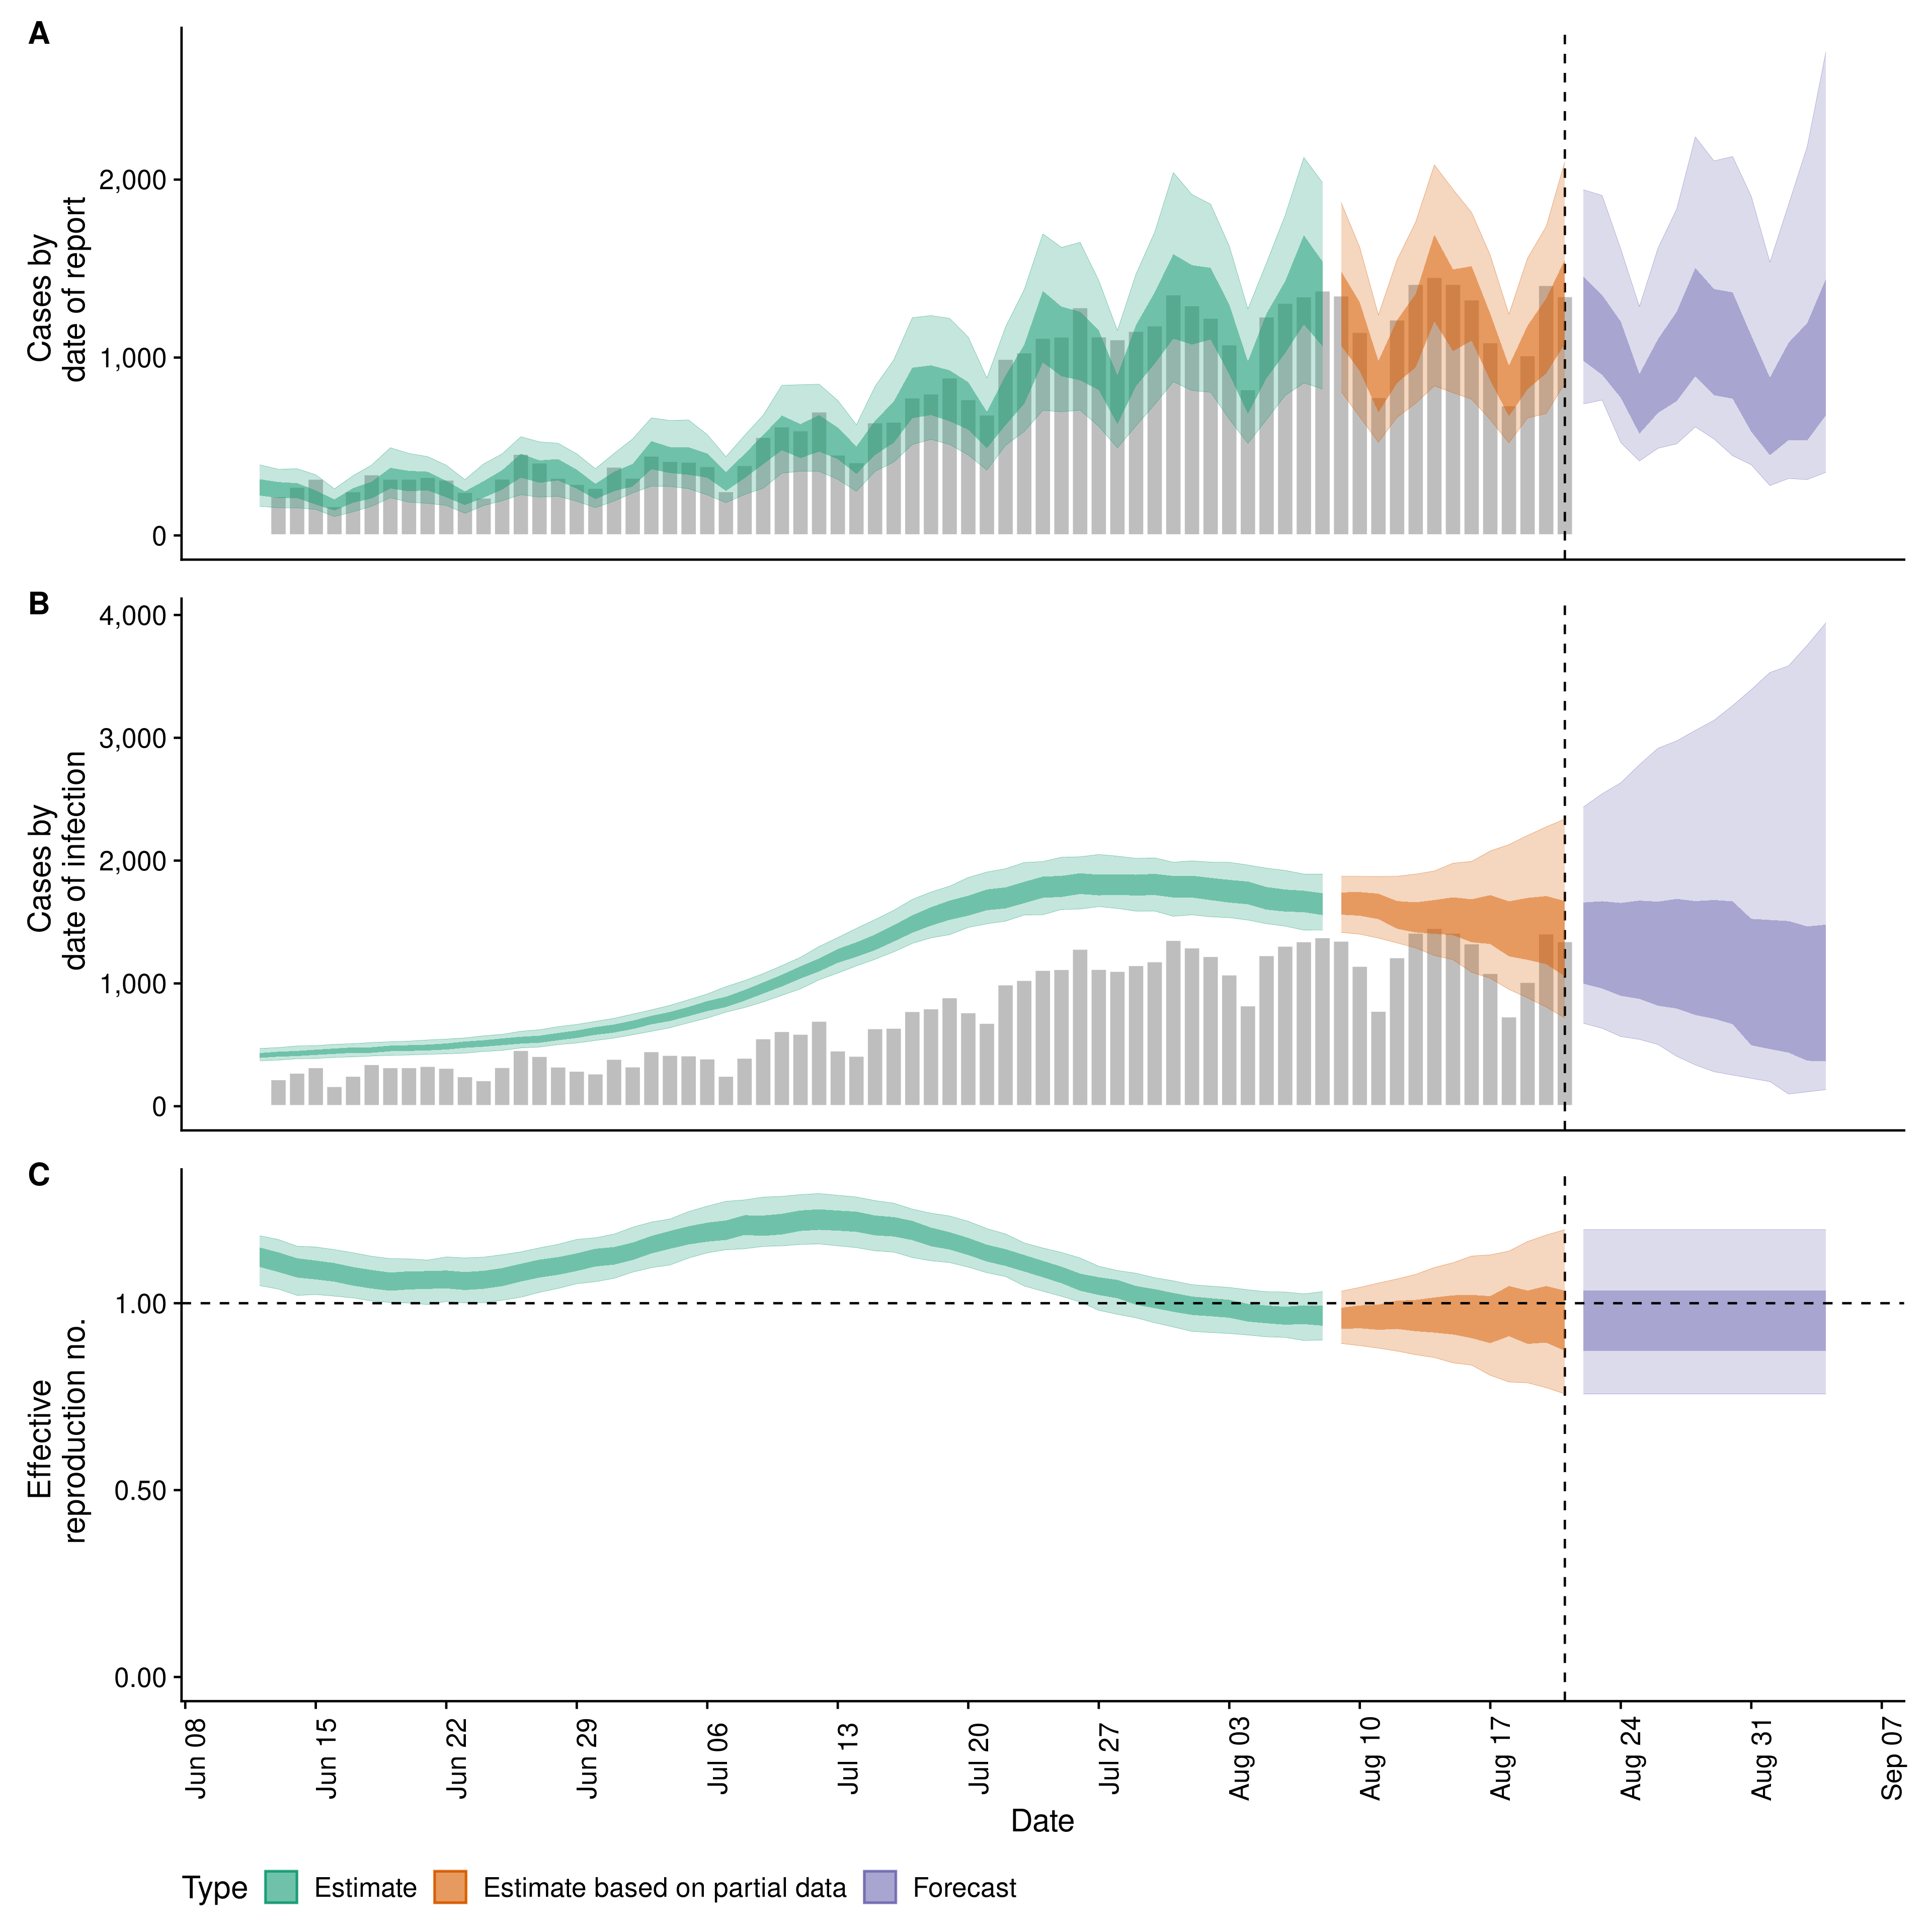 A
Cases by
date of report
2,000
1,000
0
B
Cases by
date of infection
4,000
3,000
2,000
1,000
0
C
Effective
reproduction no.
1.00
0.50
0.00
Jun 08
Jun 15
Jun 22
Jun 29
Jul 06
Jul 13
Jul 20
Jul 27
Aug 03
Aug 10
Aug 17
Aug 24
Aug 31
Sep 07
Date
Type Estimate Estimate based on partial data Forecast